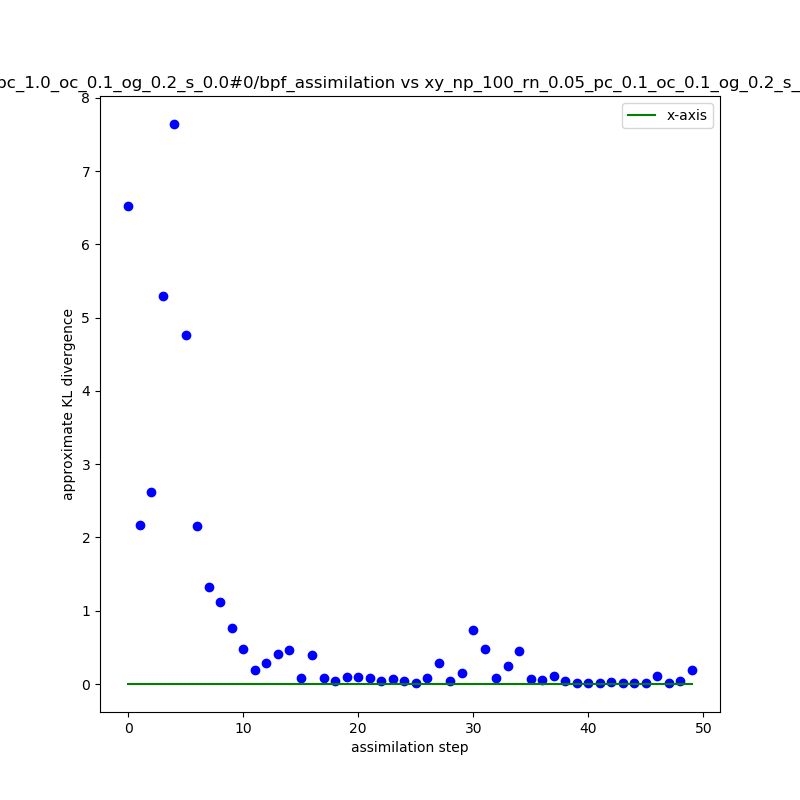 pc_1.0_oc_0.1_og_0.2_s_0.0#0/bpf_assimilation vs xy_np_100_rn_0.05_pc_0.1_oc_0.1_og_0.2_s_
x-axis
8
7
6
5
4
3
2
1
0
approximate KL divergence
0 10 20 30 40 50
assimilation step